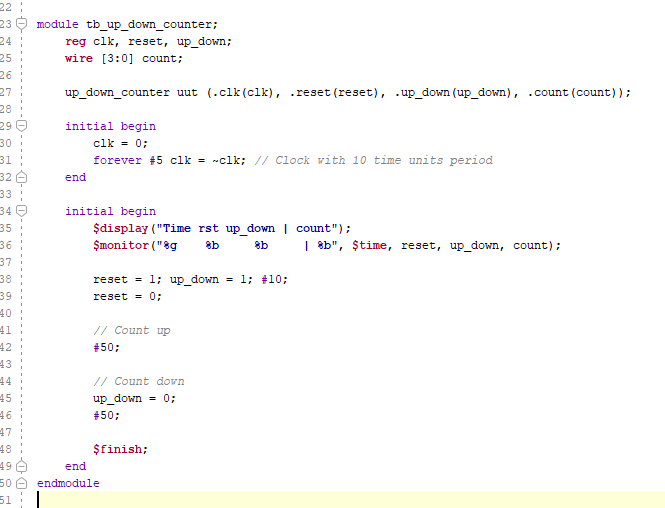 22
23 module tb_up_down_counter;
24     reg clk, reset, up_down;
25     wire [3:0] count;
26
27     up_down_counter uut (.clk(clk), .reset(reset), .up_down(up_down), .count(count));
28
29     initial begin
30         clk = 0;
31         forever #5 clk = ~clk; // Clock with 10 time units period
32     end
33
34     initial begin
35         $display("Time rst up_down | count");
36         $monitor("%g    %b     %b     | %b", $time, reset, up_down, count);
37
38         reset = 1; up_down = 1; #10;
39         reset = 0;
40
41         // Count up
42         #50;
43
44         // Count down
45         up_down = 0;
46         #50;
47
48         $finish;
49     end
50 endmodule
51